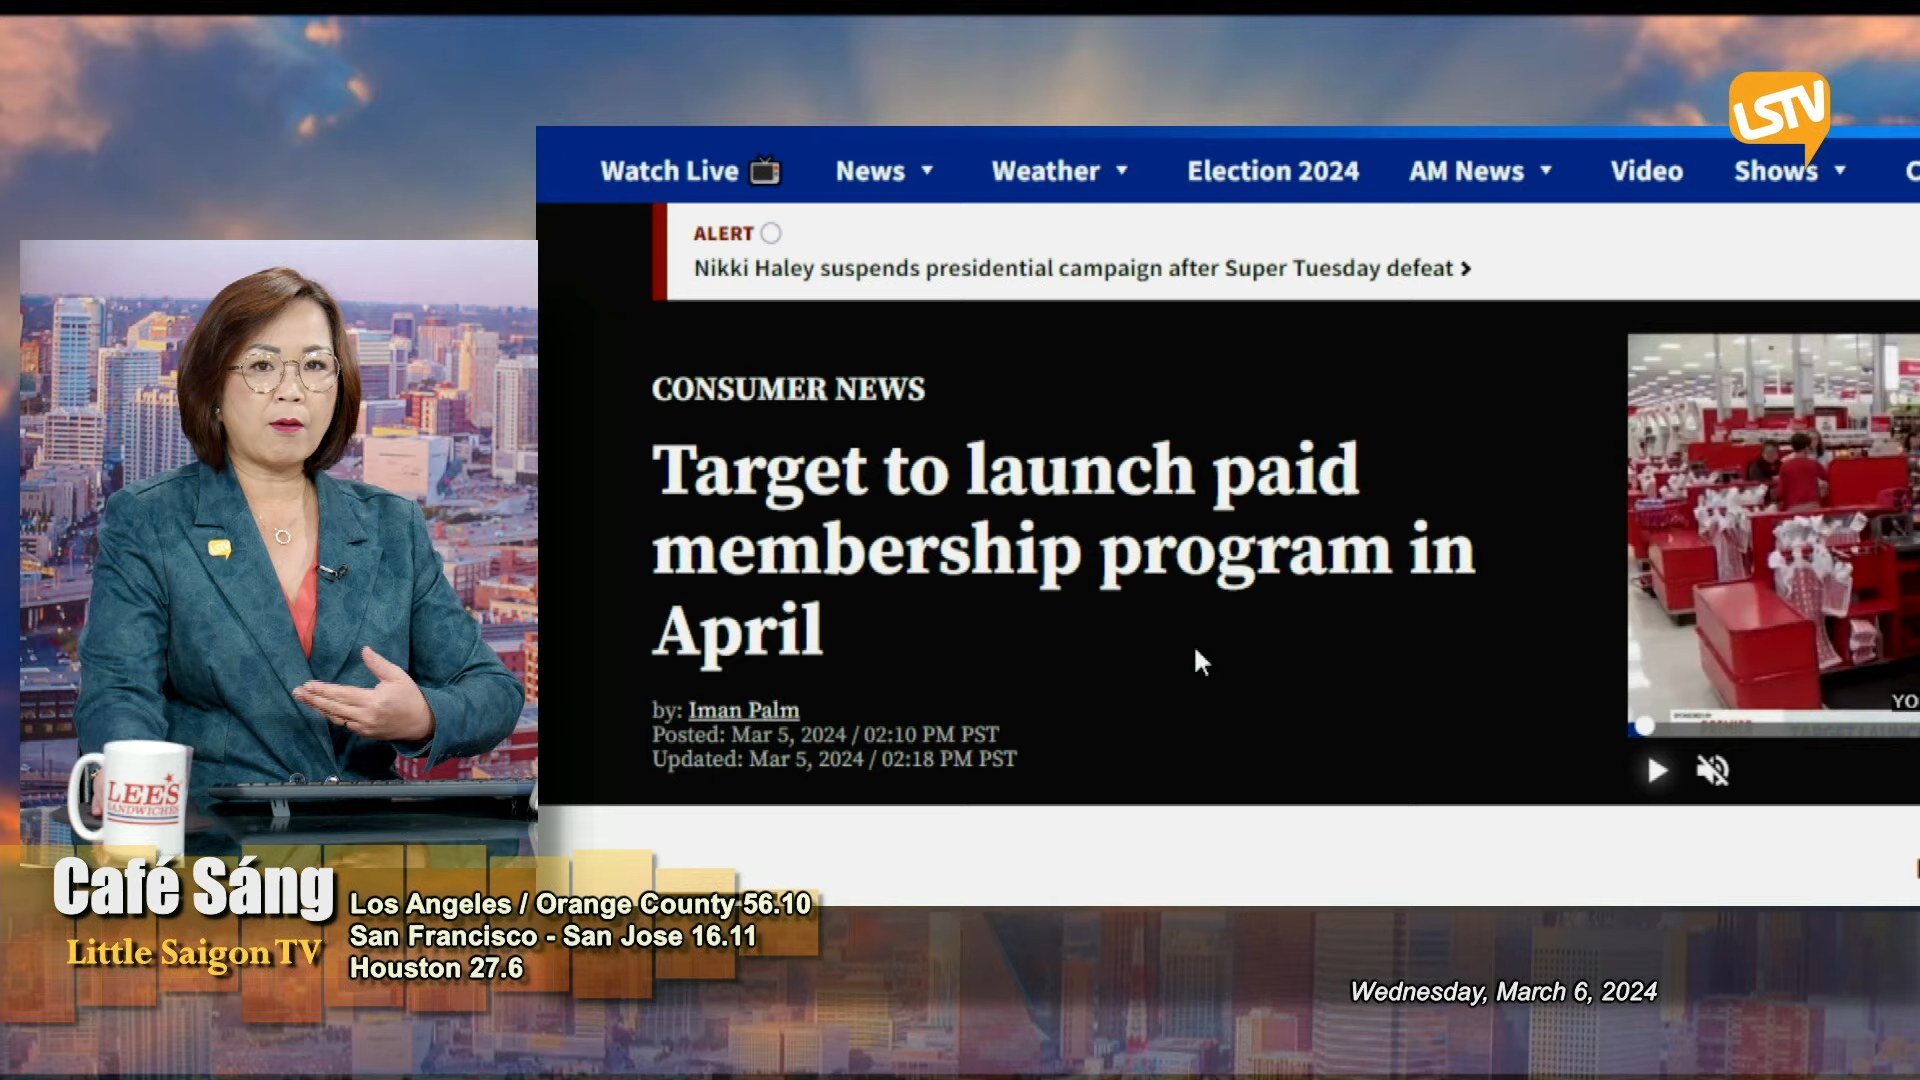 LSTV
Watch Live
News
Weather
Election 2024
AM News
Video
Shows
ALERT
Nikki Haley suspends presidential campaign after Super Tuesday defeat
CONSUMER NEWS
Target to launch paid
membership program in
April
by: Iman Palm
Posted: Mar 5, 2024 / 02:10 PM PST
Updated: Mar 5, 2024 / 02:18 PM PST
YO
LEE'S
SANDWICHES
Café Sáng
Little Saigon TV
Los Angeles / Orange County 56.10
San Francisco - San Jose 16.11
Houston 27.6
Wednesday, March 6, 2024